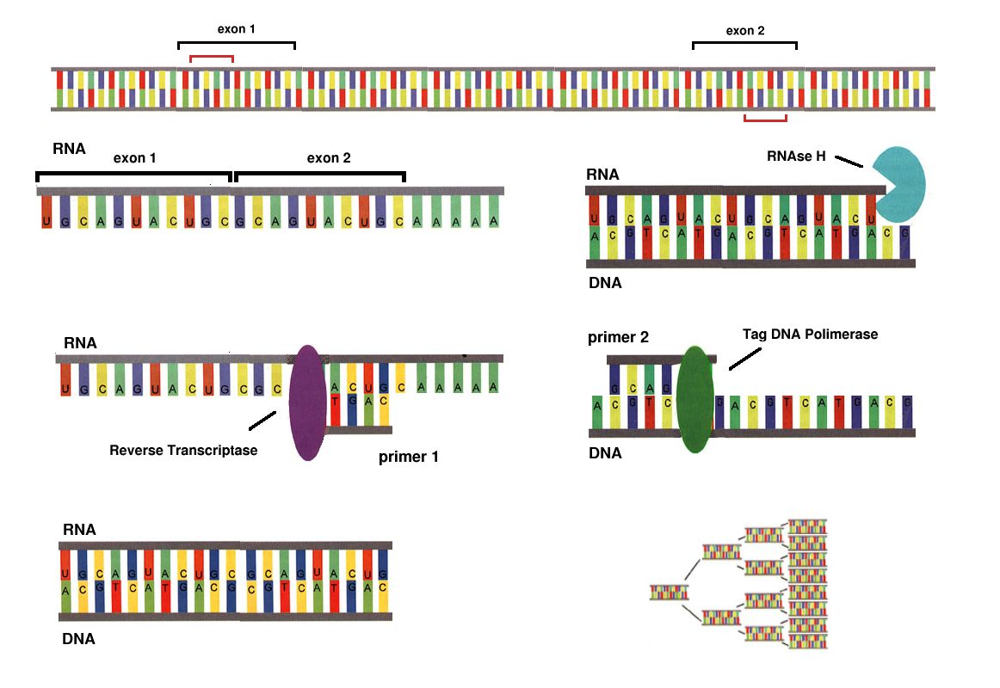 exon 1
exon 2
RNA
exon 1
exon 2
U G C A G U A C U G C G C A G U A C U G C A A A A A
RNAse H
RNA
U G C A G U A C U G C A G U A C U
A C G T C A T G A C G T C A T G A C G
DNA
RNA
U G C A G U A C U G C G C A C U G C A A A A A
T G A C
Reverse Transcriptase
primer 1
primer 2
Tag DNA Polimerase
G C A G
A C G T C G A C G T C A T G A C G
DNA
RNA
U G C A G U A C U G C G C A G U A C U G
A C G T C A T G A C G C G T C A T G A C
DNA